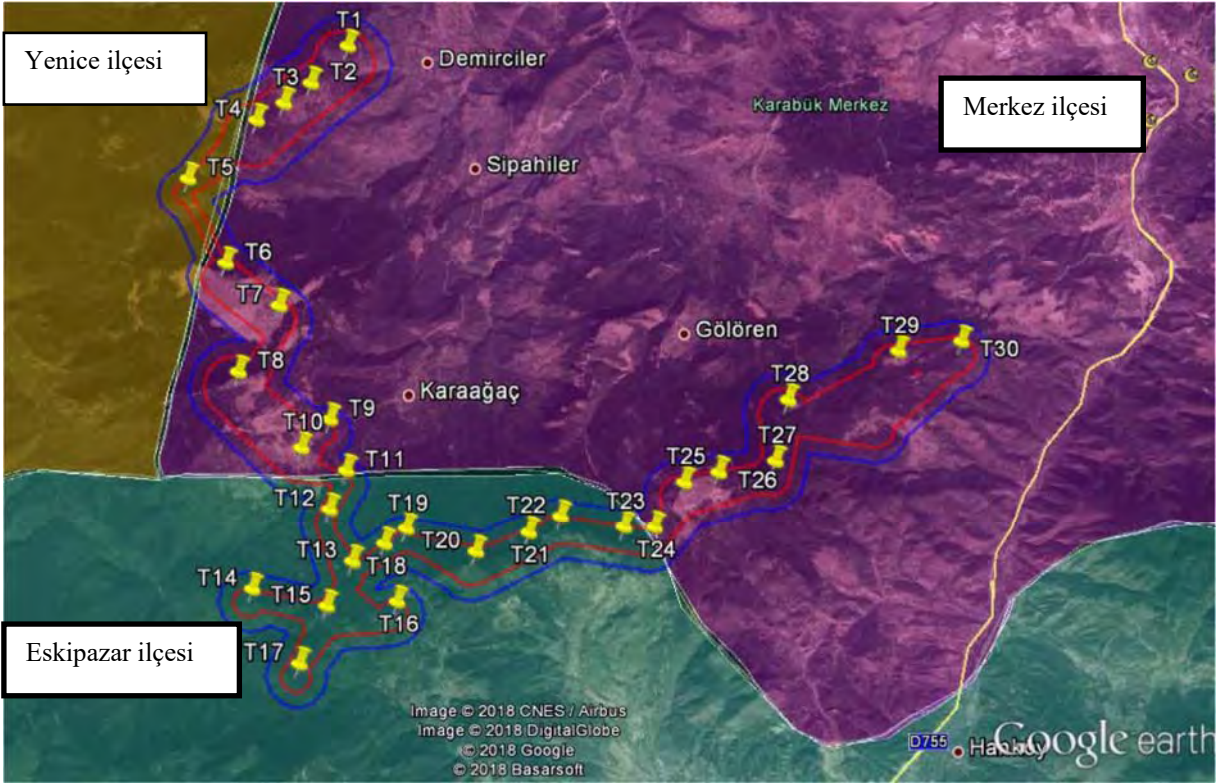 T1
Demirciler
T2
Yenice ilçesi
T3
Karabük Merkez
Merkez ilçesi
T4
T5
Sipahiler
T6
T7
Gölören
T29
T30
T8
Karaağaç
T28
T9
T10
T27
T11
T25
T26
T12
T19
T22
T23
T20
T21
T24
T13
T18
T14
T15
T16
Eskipazar ilçesi
T17
Image © 2018 CNES / Airbus
Image © 2018 DigitalGlobe
© 2018 Google
© 2018 Basarsoft
D755
Hanköy
Google earth